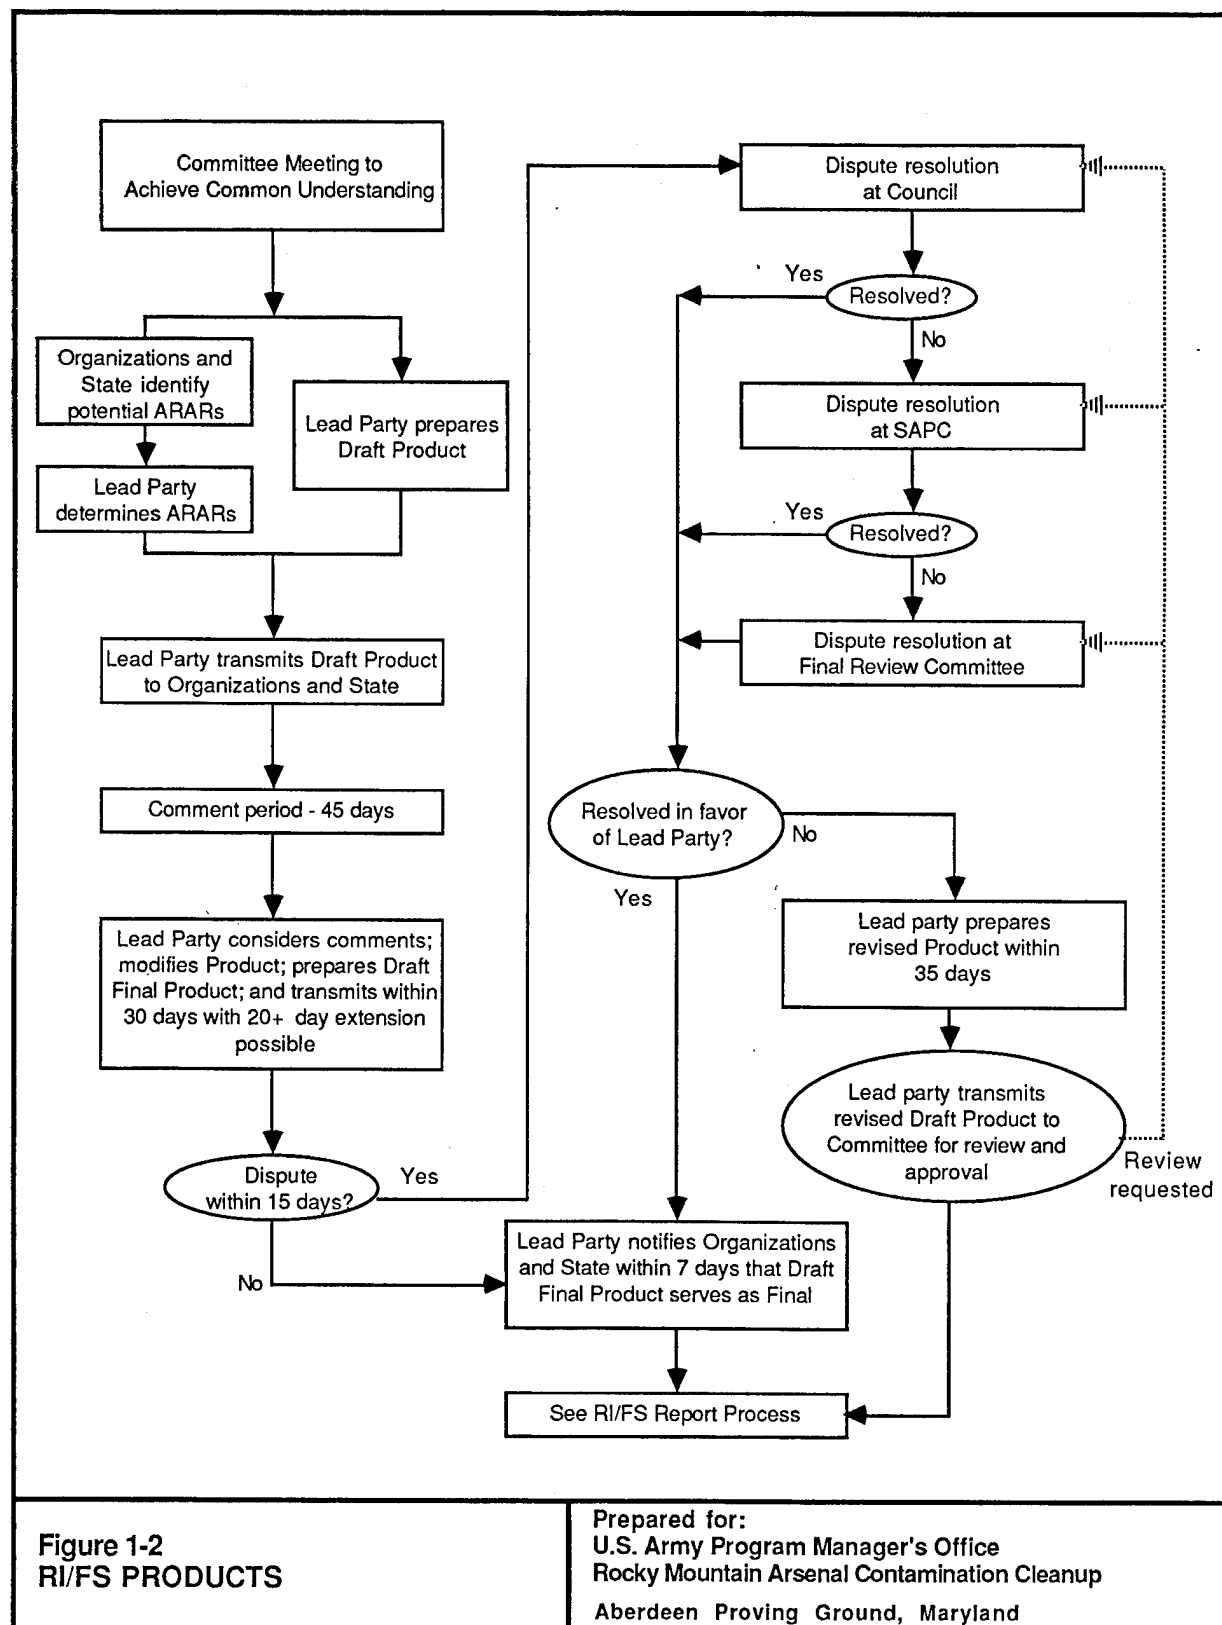 Committee Meeting to
Achieve Common Understanding
Organizations and
State identify
potential ARARs
Lead Party
determines ARARs
Lead Party prepares
Draft Product
Lead Party transmits Draft Product
to Organizations and State
Comment period - 45 days
Lead Party considers comments;
modifies Product; prepares Draft
Final Product; and transmits within
30 days with 20+ day extension
possible
Dispute
within 15 days?
Yes
No
Dispute resolution
at Council
Resolved?
Yes
No
Dispute resolution
at SAPC
Resolved?
Yes
No
Dispute resolution at
Final Review Committee
Resolved in favor
of Lead Party?
No
Yes
Lead party prepares
revised Product within
35 days
Lead party transmits
revised Draft Product to
Committee for review and
approval
Review
requested
Lead Party notifies Organizations
and State within 7 days that Draft
Final Product serves as Final
See RI/FS Report Process
Figure 1-2
RI/FS PRODUCTS
Prepared for:
U.S. Army Program Manager's Office
Rocky Mountain Arsenal Contamination Cleanup
Aberdeen Proving Ground, Maryland